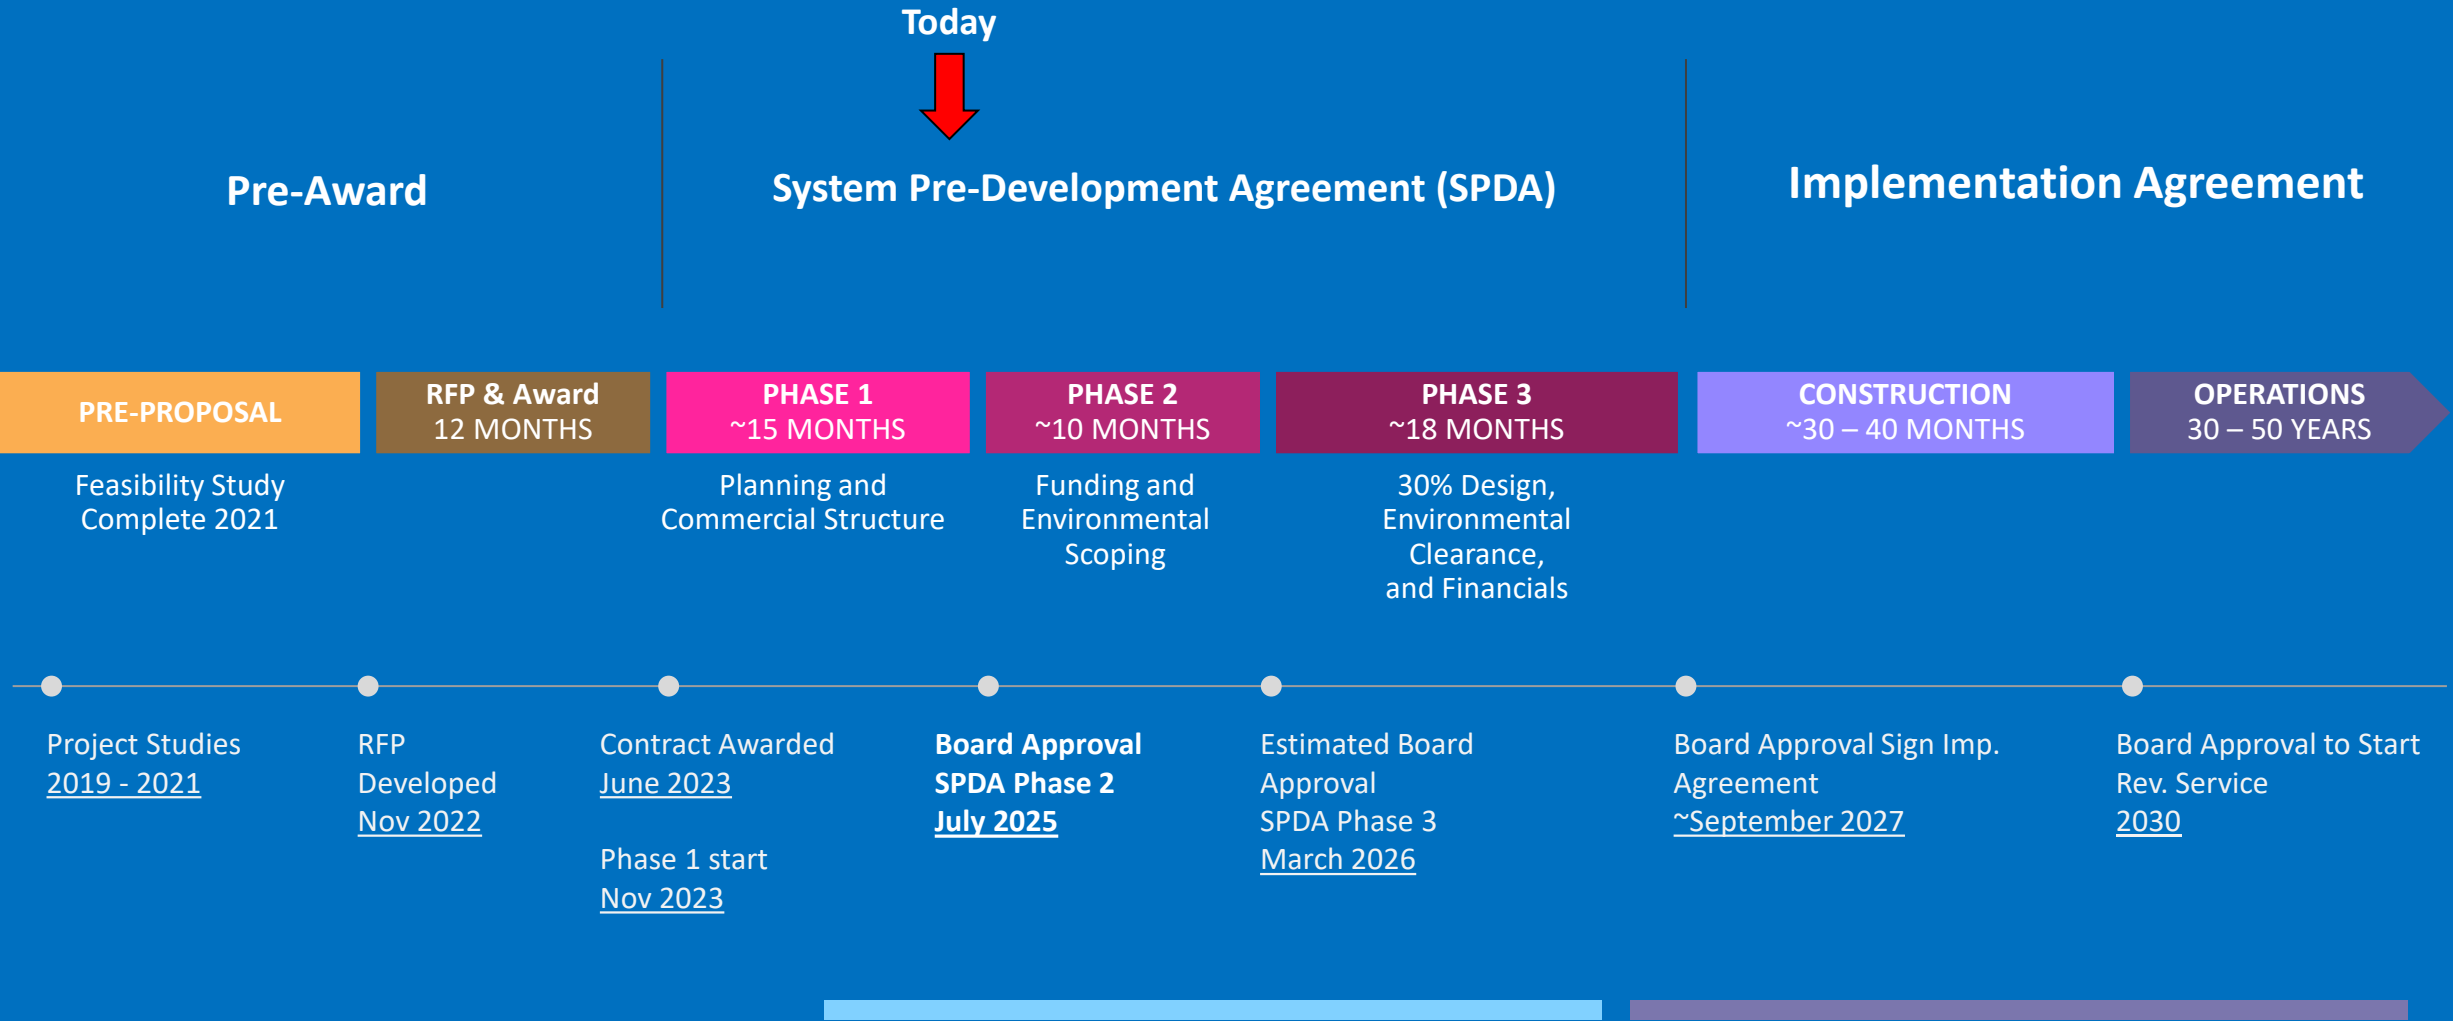 Today
Pre-Award
System Pre-Development Agreement (SPDA)
Implementation Agreement
PRE-PROPOSAL
RFP & Award
12 MONTHS
PHASE 1
~15 MONTHS
PHASE 2
~10 MONTHS
PHASE 3
~18 MONTHS
CONSTRUCTION
~30 – 40 MONTHS
OPERATIONS
30 – 50 YEARS
Feasibility Study
Complete 2021
Planning and
Commercial Structure
Funding and
Environmental
Scoping
30% Design,
Environmental
Clearance,
and Financials
Project Studies
2019 - 2021
RFP
Developed
Nov 2022
Contract Awarded
June 2023
Phase 1 start
Nov 2023
Board Approval
SPDA Phase 2
July 2025
Estimated Board
Approval
SPDA Phase 3
March 2026
Board Approval Sign Imp.
Agreement
~September 2027
Board Approval to Start
Rev. Service
2030